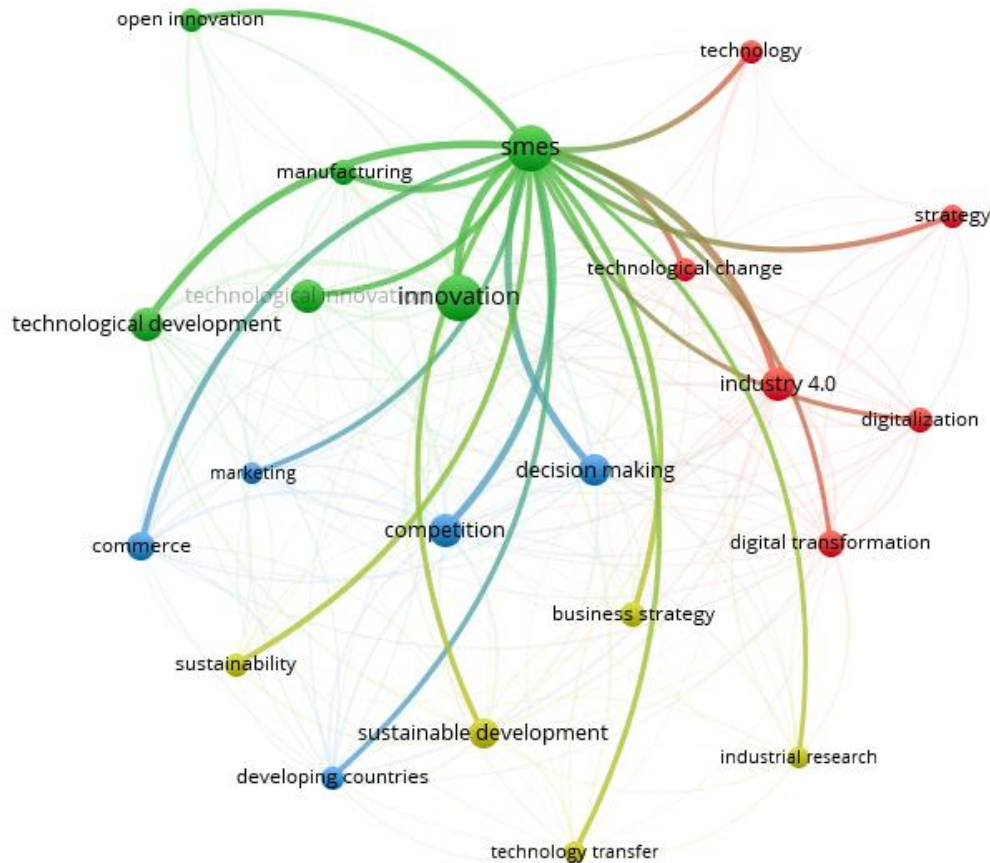 open innovation
technology
smes
manufacturing
strategy
technological change
technological innovation
innovation
technological development
industry 4.0
digitalization
marketing
decision making
competition
commerce
digital transformation
business strategy
sustainability
sustainable development
industrial research
developing countries
technology transfer